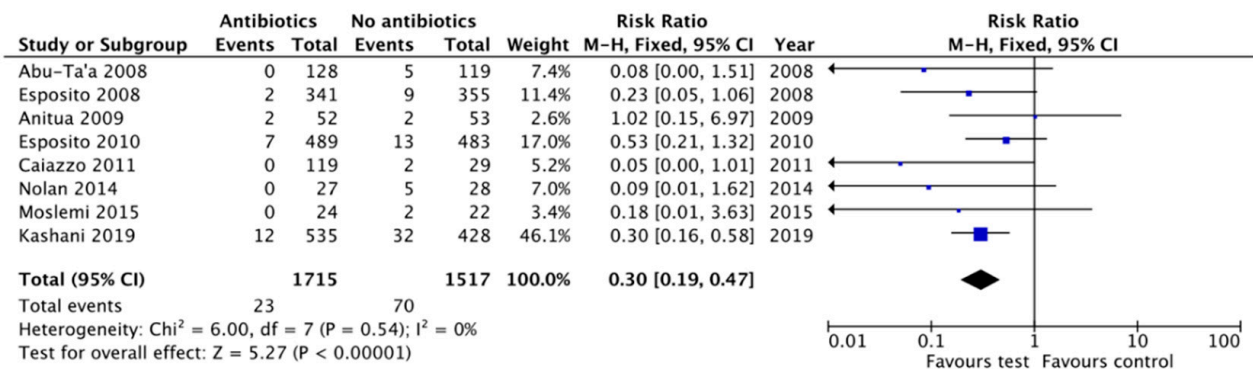 Antibiotics No antibiotics Risk Ratio Risk Ratio
Study or Subgroup Events Total Events Total Weight M-H, Fixed, 95% CI Year M-H, Fixed, 95% CI
Abu-Ta'a 2008 0 128 5 119 7.4% 0.08 [0.00, 1.51] 2008
Esposito 2008 2 341 9 355 11.4% 0.23 [0.05, 1.06] 2008
Anitua 2009 2 52 2 53 2.6% 1.02 [0.15, 6.97] 2009
Esposito 2010 7 489 13 483 17.0% 0.53 [0.21, 1.32] 2010
Caiazzo 2011 0 119 2 29 5.2% 0.05 [0.00, 1.01] 2011
Nolan 2014 0 27 5 28 7.0% 0.09 [0.01, 1.62] 2014
Moslemi 2015 0 24 2 22 3.4% 0.18 [0.01, 3.63] 2015
Kashani 2019 12 535 32 428 46.1% 0.30 [0.16, 0.58] 2019
Total (95% CI) 1715 1517 100.0% 0.30 [0.19, 0.47]
Total events 23 70
Heterogeneity: Chi² = 6.00, df = 7 (P = 0.54); I² = 0%
Test for overall effect: Z = 5.27 (P < 0.00001)
0.01 0.1 1 10 100
Favours test Favours control